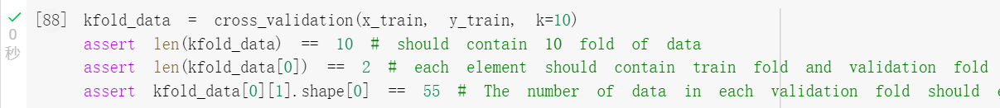 [88] kfold_data = cross_validation(x_train, y_train, k=10)
0 assert len(kfold_data) == 10 # should contain 10 fold of data
秒 assert len(kfold_data[0]) == 2 # each element should contain train fold and validation fold
assert kfold_data[0][1].shape[0] == 55 # The number of data in each validation fold should